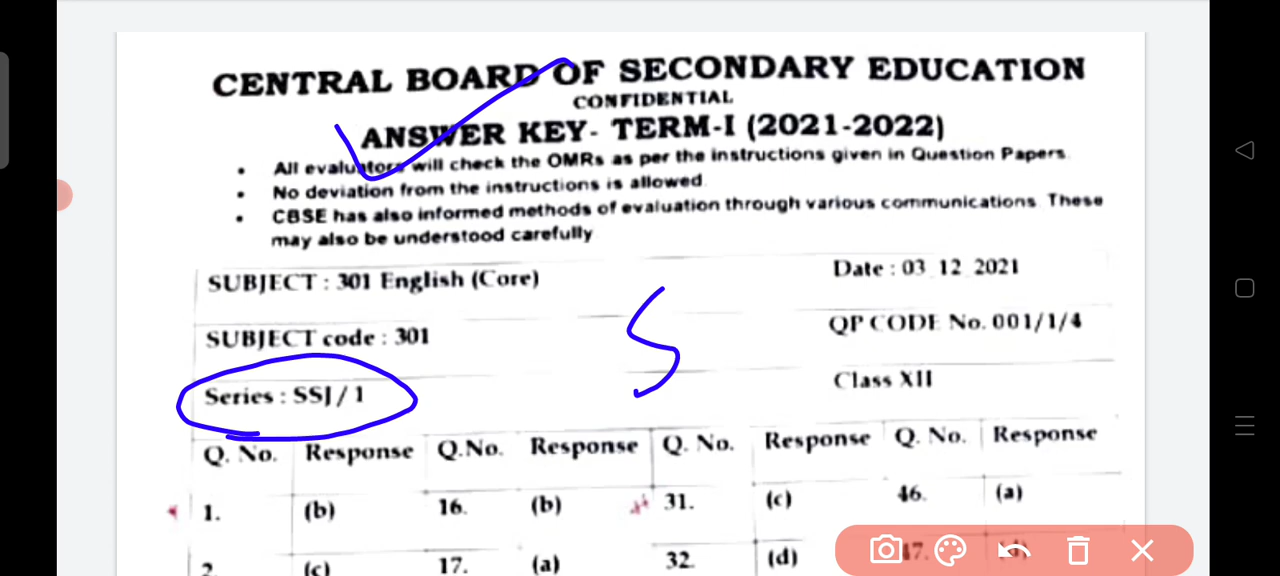 CENTRAL BOARD OF SECONDARY EDUCATION
CONFIDENTIAL
ANSWER KEY- TERM-I (2021-2022)
• All evaluators will check the OMRs as per the instructions given in Question Papers.
• No deviation from the instructions is allowed.
• CBSE has also informed methods of evaluation through various communications. These
may also be understood carefully
SUBJECT : 301 English (Core) Date : 03 12 2021
SUBJECT code : 301 QP CODE No. 001/1/4
Series : SSJ / 1 Class XII
Q. No. Response Q.No. Response Q. No. Response Q. No. Response
1. (b) 16. (b) 31. (c) 46. (a)
2. (c) 17. (a) 32. (d) 47.